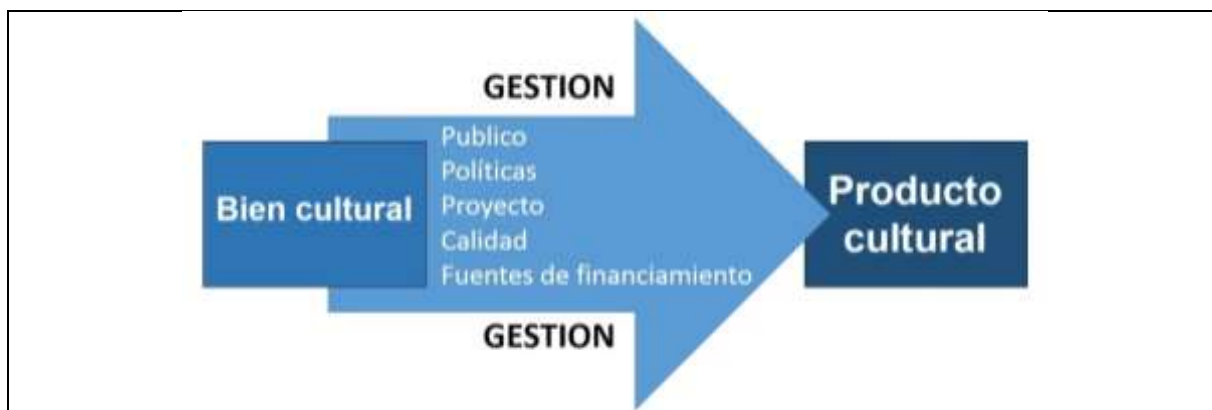 GESTION
Publico
Políticas
Proyecto
Calidad
Fuentes de financiamiento
Bien cultural
Producto
cultural
GESTION